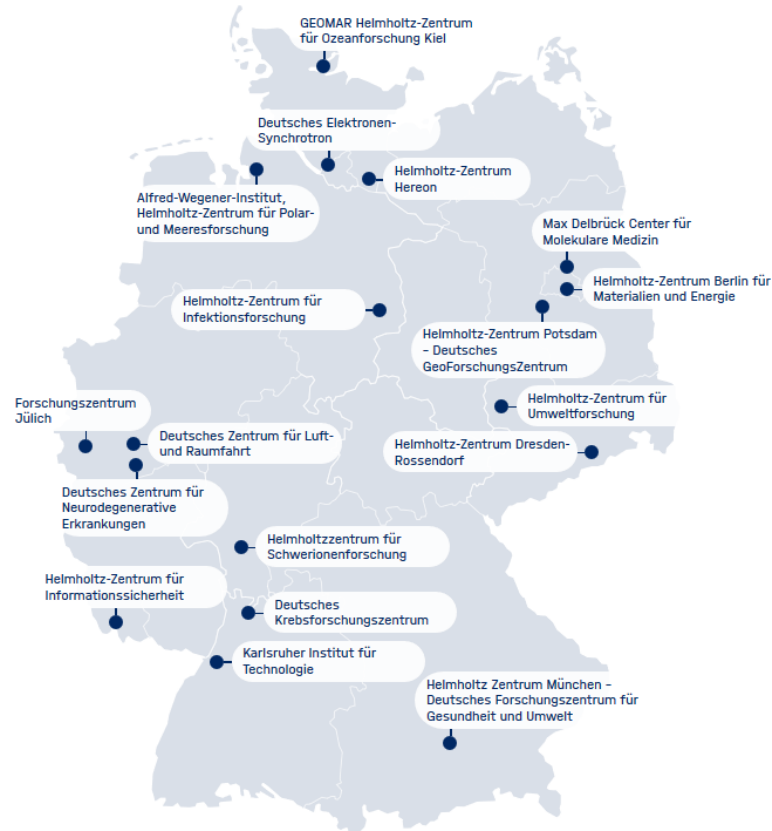 GEOMAR Helmholtz-Zentrum
für Ozeanforschung Kiel
Deutsches Elektronen-
Synchrotron
Helmholtz-Zentrum
Hereon
Alfred-Wegener-Institut,
Helmholtz-Zentrum für Polar-
und Meeresforschung
Max Delbrück Center für
Molekulare Medizin
Helmholtz-Zentrum Berlin für
Materialien und Energie
Helmholtz-Zentrum für
Infektionsforschung
Helmholtz-Zentrum Potsdam
– Deutsches
GeoForschungsZentrum
Forschungszentrum
Jülich
Helmholtz-Zentrum für
Umweltforschung
Deutsches Zentrum für Luft-
und Raumfahrt
Helmholtz-Zentrum Dresden-
Rossendorf
Deutsches Zentrum für
Neurodegenerative
Erkrankungen
Helmholtzzentrum für
Schwerionenforschung
Helmholtz-Zentrum für
Informationssicherheit
Deutsches
Krebsforschungszentrum
Karlsruher Institut für
Technologie
Helmholtz Zentrum München –
Deutsches Forschungszentrum für
Gesundheit und Umwelt